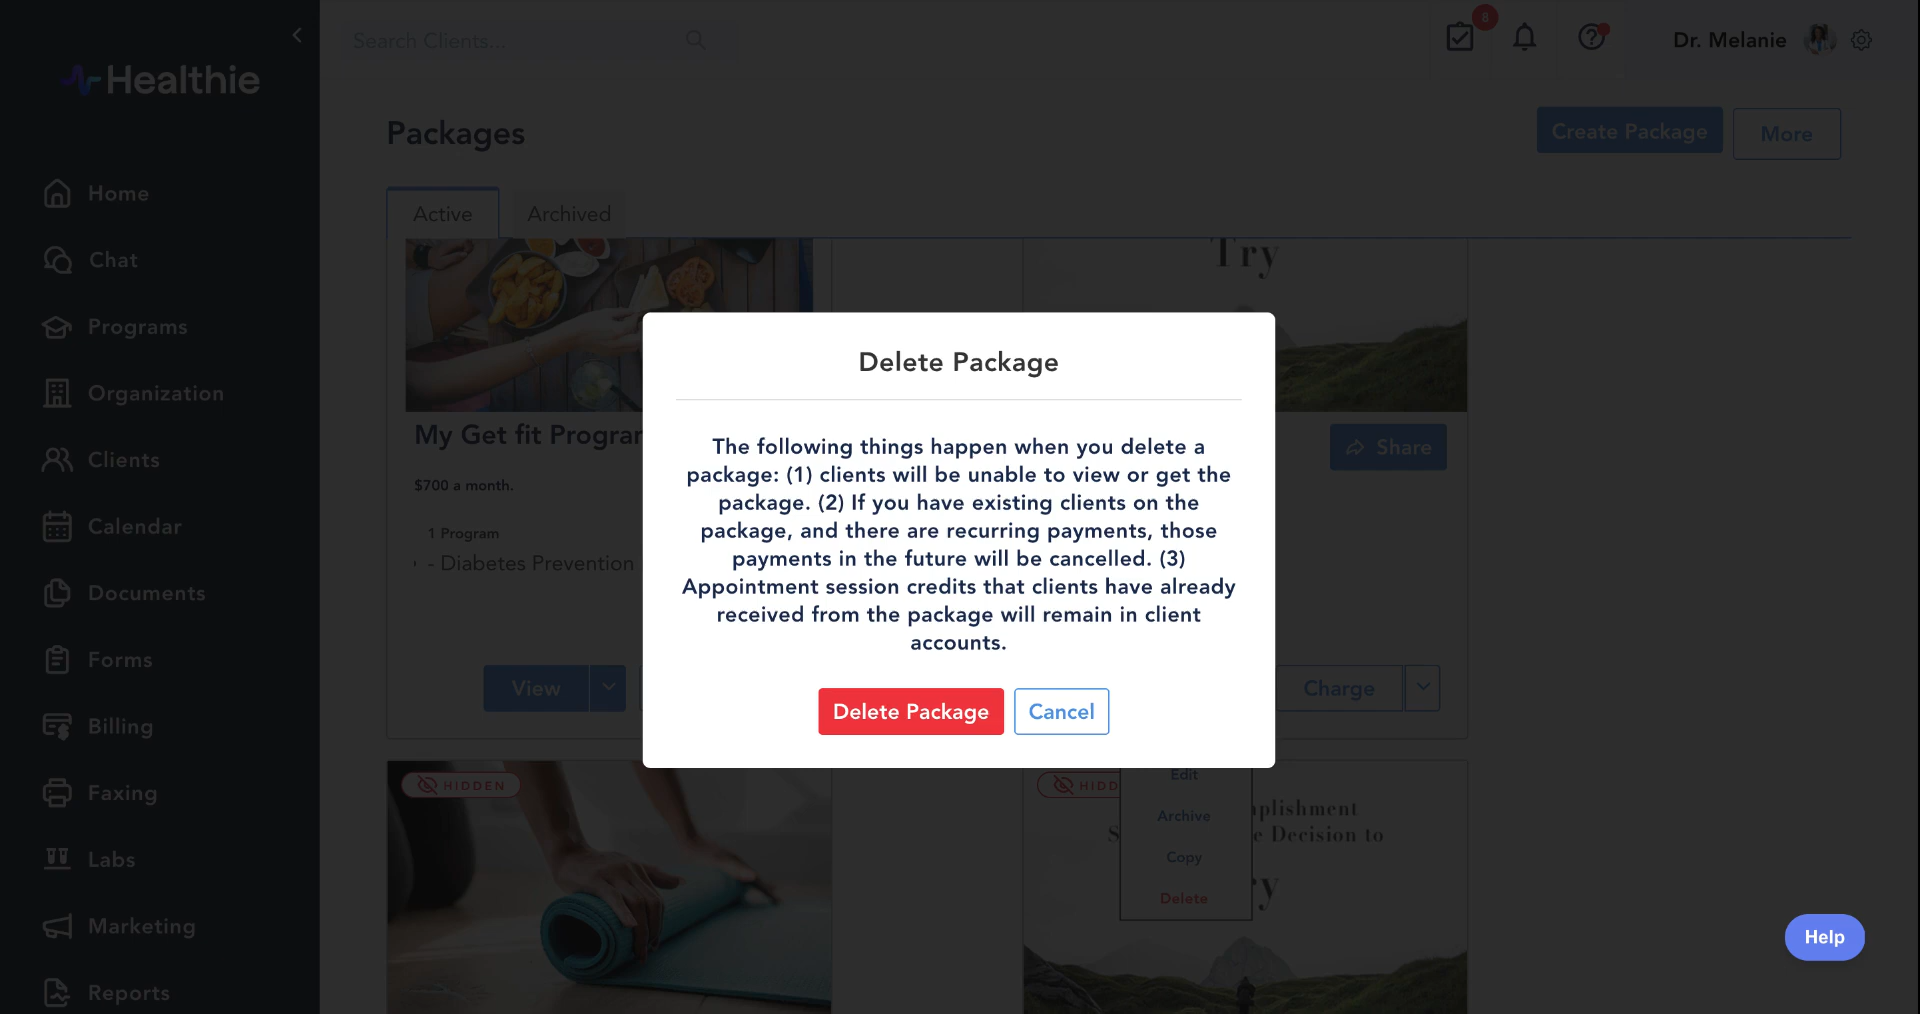 Healthie
Search Clients...
8
Dr. Melanie
Home
Chat
Programs
Organization
Clients
Calendar
Documents
Forms
Billing
Faxing
Labs
Marketing
Reports
Packages
Create Package
More
Active
Archived
Try
My Get fit Program
$700 a month.
1 Program
- Diabetes Prevention
View
Share
Charge
Delete Package
The following things happen when you delete a
package: (1) clients will be unable to view or get the
package. (2) If you have existing clients on the
package, and there are recurring payments, those
payments in the future will be cancelled. (3)
Appointment session credits that clients have already
received from the package will remain in client
accounts.
Delete Package
Cancel
HIDDEN
HIDD
Edit
Archive
Copy
Delete
plishment
S
e Decision to
y
Help